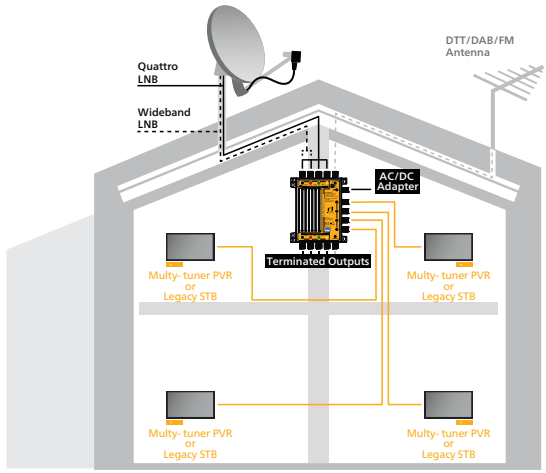 DTT/DAB/FM
Antenna
Quattro
LNB
Wideband
LNB
AC/DC
Adapter
Terminated Outputs
Multy- tuner PVR
or
Legacy STB
Multy- tuner PVR
or
Legacy STB
Multy- tuner PVR
or
Legacy STB
Multy- tuner PVR
or
Legacy STB